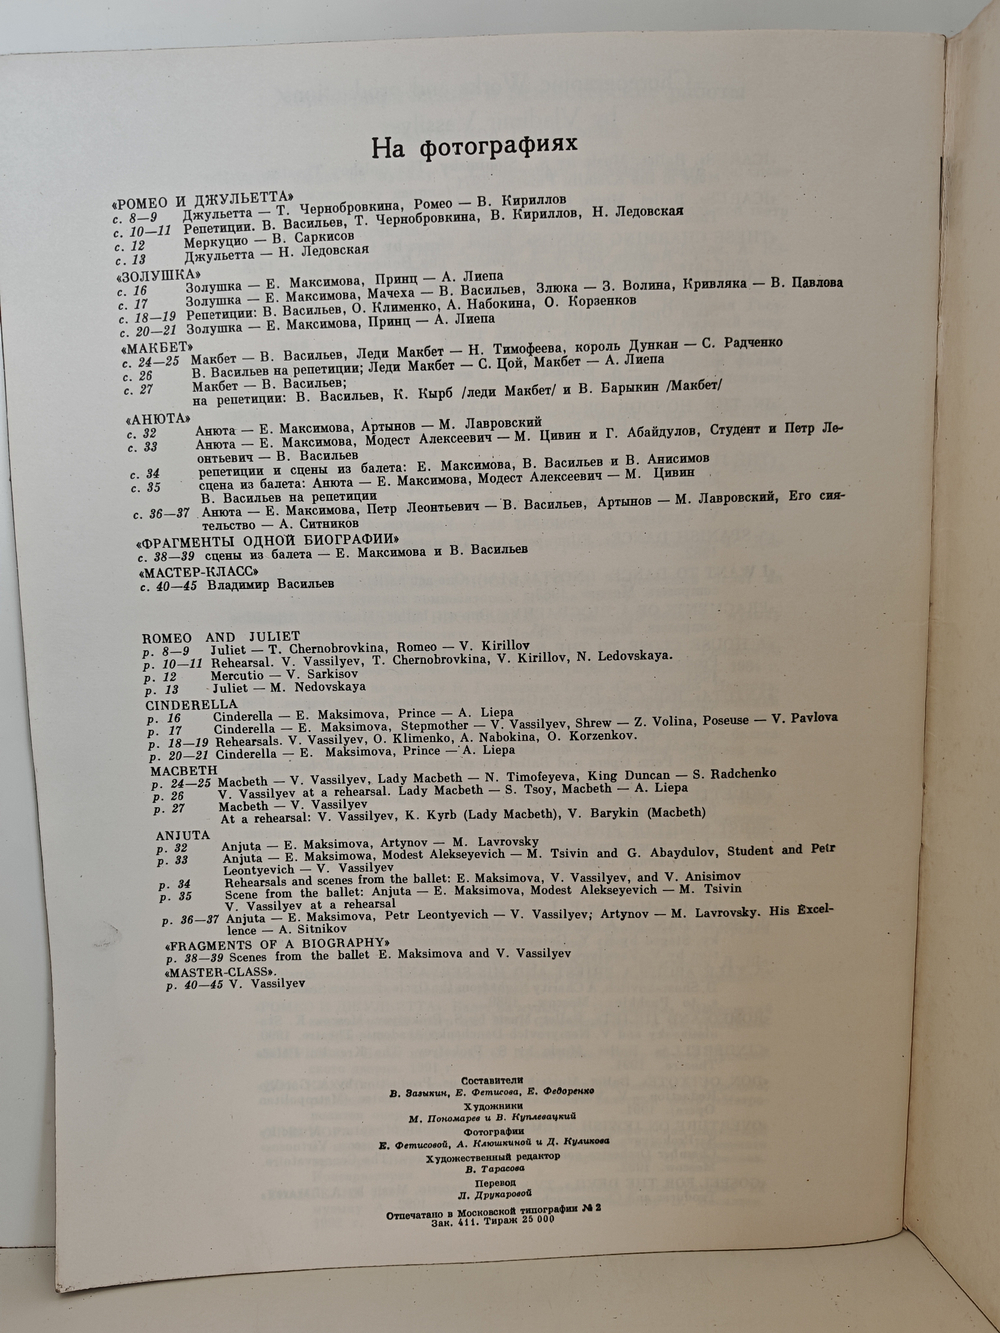 На фотографиях
«РОМЕО И ДЖУЛЬЕТТА»
с. 8—9 Джульетта — Т. Чернобровкина, Ромео — В. Кириллов
с. 10—11 Репетиции. В. Васильев, Т. Чернобровкина, В. Кириллов, Н. Ледовская
с. 12 Меркуцио — В. Саркисов
с. 13 Джульетта — Н. Ледовская
«ЗОЛУШКА»
с. 16 Золушка — Е. Максимова, Принц — А. Лиепа
с. 17 Золушка — Е. Максимова, Мачеха — В. Васильев, Злюка — З. Волина, Кривляка — В. Павлова
с. 18—19 Репетиции: В. Васильев, О. Клименко, А. Набокина, О. Корзенков
с. 20—21 Золушка — Е. Максимова, Принц — А. Лиепа
«МАКБЕТ»
с. 24—25 Макбет — В. Васильев, Леди Макбет — Н. Тимофеева, король Дункан — С. Радченко
с. 26 В. Васильев на репетиции; Леди Макбет — С. Цой, Макбет — А. Лиепа
с. 27 Макбет — В. Васильев;
на репетиции: В. Васильев, К. Кырб /леди Макбет/ и В. Барыкин /Макбет/
«АНЮТА»
с. 32 Анюта — Е. Максимова, Артынов — М. Лавровский
с. 33 Анюта — Е. Максимова, Модест Алексеевич — М. Цивин и Г. Абайдулов, Студент и Петр Ле-
онтьевич — В. Васильев
с. 34 репетиции и сцены из балета: Е. Максимова, В. Васильев и В. Анисимов
с. 35 сцена из балета: Анюта — Е. Максимова, Модест Алексеевич — М. Цивин
В. Васильев на репетиции
с. 36—37 Анюта — Е. Максимова, Петр Леонтьевич — В. Васильев, Артынов — М. Лавровский, Его сия-
тельство — А. Ситников
«ФРАГМЕНТЫ ОДНОЙ БИОГРАФИИ»
с. 38—39 сцены из балета — Е. Максимова и В. Васильев
«МАСТЕР-КЛАСС»
с. 40—45 Владимир Васильев
ROMEO AND JULIET
p. 8—9 Juliet — T. Chernobrovkina, Romeo — V. Kirillov
p. 10—11 Rehearsal. V. Vassilyev, T. Chernobrovkina, V. Kirillov, N. Ledovskaya.
p. 12 Mercutio — V. Sarkisov
p. 13 Juliet — M. Nedovskaya
CINDERELLA
p. 16 Cinderella — E. Maksimova, Prince — A. Liepa
p. 17 Cinderella — E. Maksimova, Stepmother — V. Vassilyev, Shrew — Z. Volina, Poseuse — V. Pavlova
p. 18—19 Rehearsals. V. Vassilyev, O. Klimenko, A. Nabokina, O. Korzenkov.
p. 20—21 Cinderella — E. Maksimova, Prince — A. Liepa
MACBETH
p. 24—25 Macbeth — V. Vassilyev, Lady Macbeth — N. Timofeyeva, King Duncan — S. Radchenko
p. 26 V. Vassilyev at a rehearsal. Lady Macbeth — S. Tsoy, Macbeth — A. Liepa
p. 27 Macbeth — V. Vassilyev
At a rehearsal: V. Vassilyev, K. Kyrb (Lady Macbeth), V. Barykin (Macbeth)
ANJUTA
p. 32 Anjuta — E. Maksimova, Artynov — M. Lavrovsky
p. 33 Anjuta — E. Maksimowa, Modest Alekseyevich — M. Tsivin and G. Abaydulov, Student and Petr
Leontyevich — V. Vassilyev
p. 34 Rehearsals and scenes from the ballet: E. Maksimova, V. Vassilyev, and V. Anisimov
p. 35 Scene from the ballet: Anjuta — E. Maksimova, Modest Alekseyevich — M. Tsivin
V. Vassilyev at a rehearsal
p. 36—37 Anjuta — E. Maksimova, Petr Leontyevich — V. Vassilyev; Artynov — M. Lavrovsky. His Excel-
lence — A. Sitnikov
«FRAGMENTS OF A BIOGRAPHY»
p. 38—39 Scenes from the ballet E. Maksimova and V. Vassilyev
«MASTER-CLASS».
p. 40—45 V. Vassilyev
Составители
В. Зазыкин, Е. Фетисова, Е. Федоренко
Художники
М. Пономарев и В. Куплевацкий
Фотографии
Е. Фетисовой, А. Клюшкиной и Д. Куликова
Художественный редактор
В. Тарасова
Перевод
Л. Друкаровой
Отпечатано в Московской типографии № 2
Зак. 411. Тираж 25 000